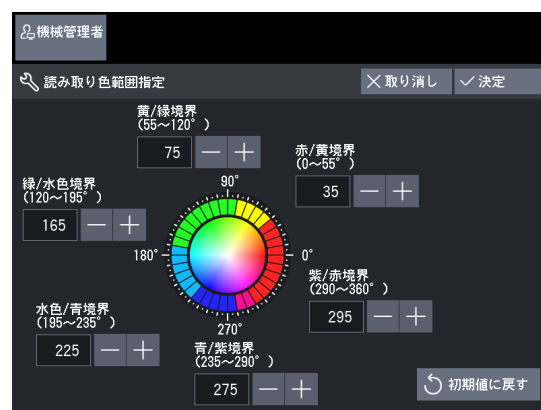 機械管理者
読み取り色範囲指定
取り消し
決定
黄/緑境界
(55～120°)
75
赤/黄境界
(0～55°)
35
緑/水色境界
(120～195°)
165
90°
180°
0°
270°
紫/赤境界
(290～360°)
295
水色/青境界
(195～235°)
225
青/紫境界
(235～290°)
275
初期値に戻す